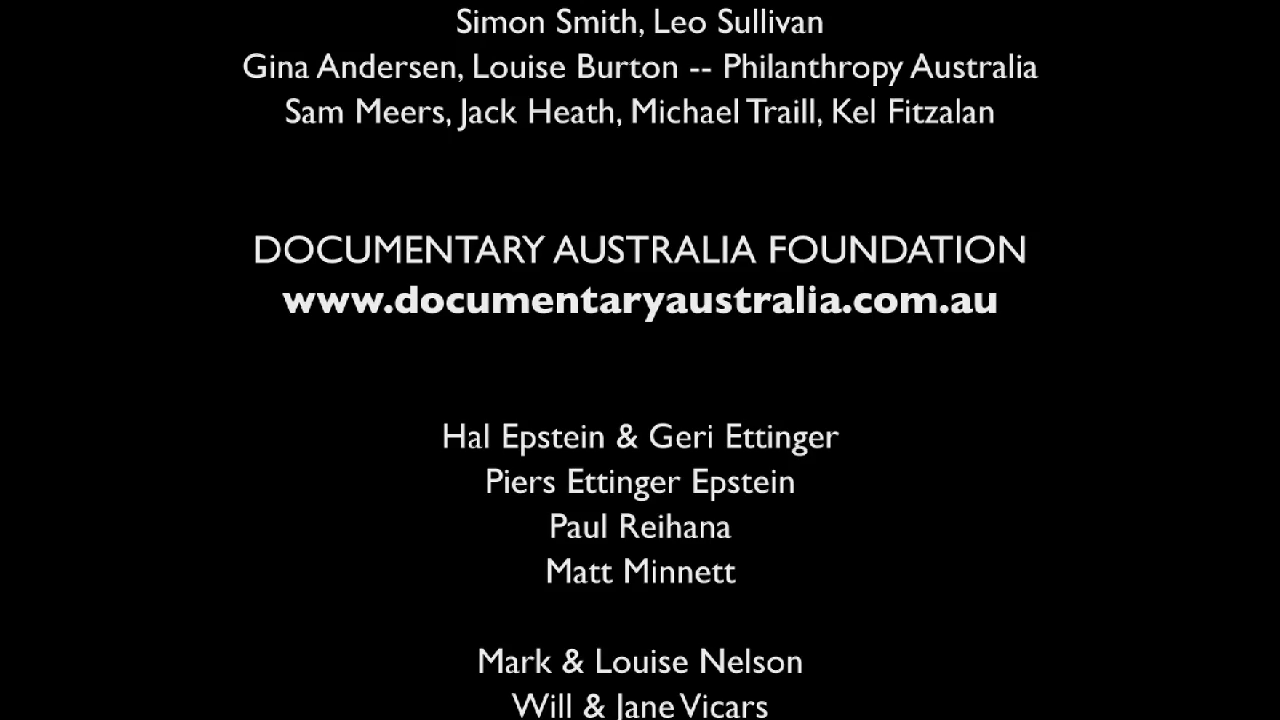 Simon Smith, Leo Sullivan
Gina Andersen, Louise Burton -- Philanthropy Australia
Sam Meers, Jack Heath, Michael Traill, Kel Fitzalan
DOCUMENTARY AUSTRALIA FOUNDATION
www.documentaryaustralia.com.au
Hal Epstein & Geri Ettinger
Piers Ettinger Epstein
Paul Reihana
Matt Minnett
Mark & Louise Nelson
Will & Jane Vicars